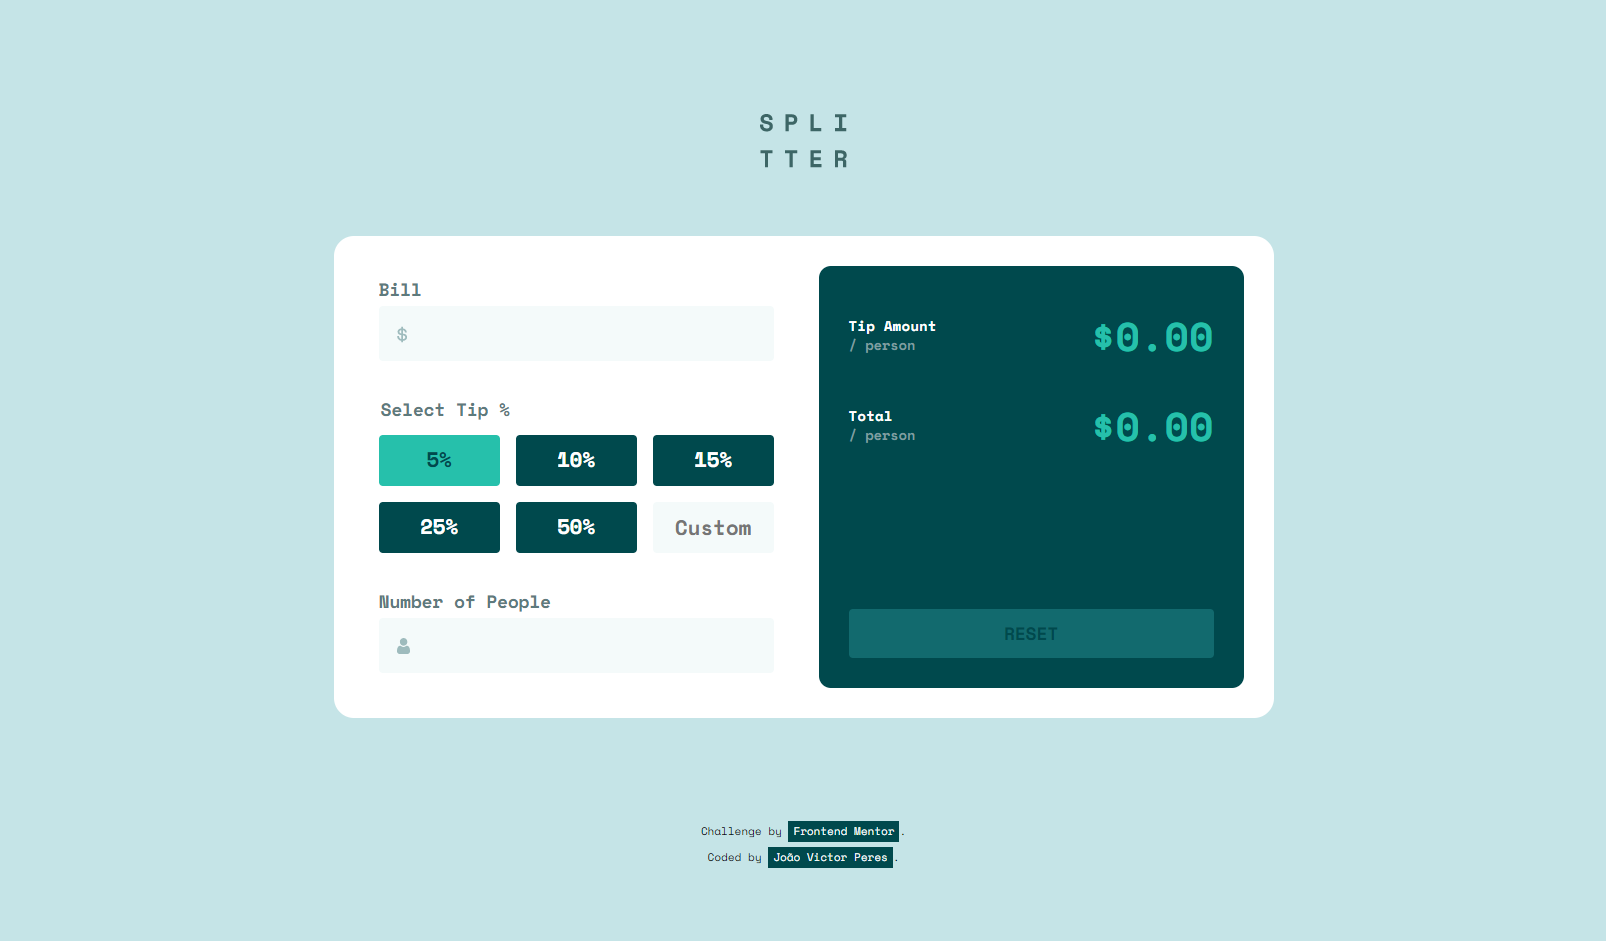 SPLI
TTER
Bill
$
Select Tip %
5% 10% 15%
25% 50% Custom
Number of People
Tip Amount
/ person
$0.00
Total
/ person
$0.00
RESET
Challenge by Frontend Mentor.
Coded by João Victor Peres.